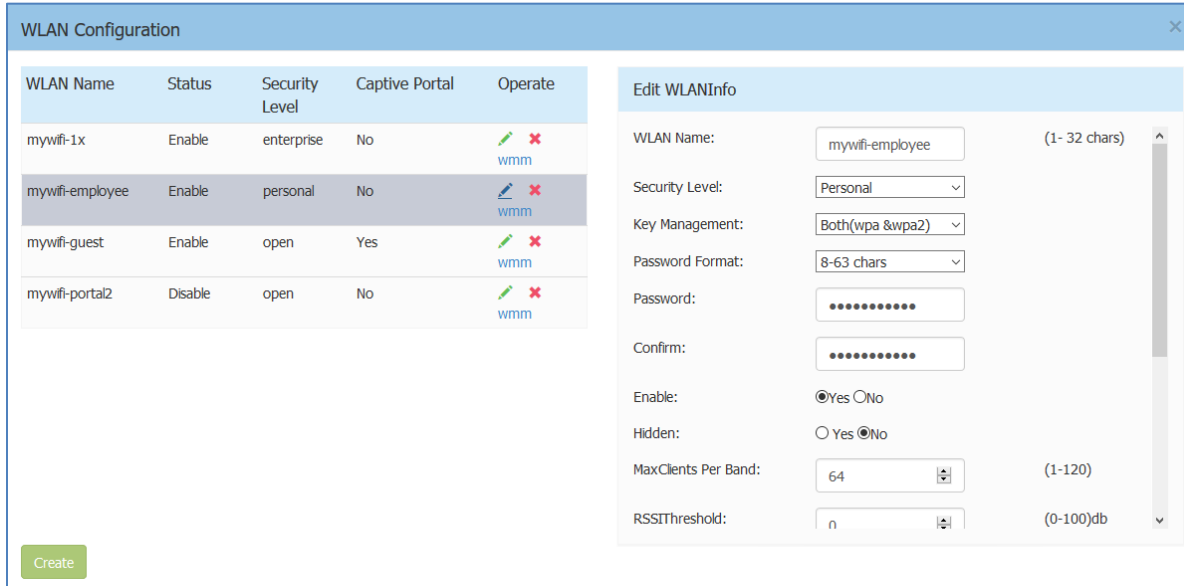 WLAN Configuration
WLAN Name Status Security Level Captive Portal Operate
mywifi-1x Enable enterprise No
wmm
mywifi-employee Enable personal No
wmm
mywifi-guest Enable open Yes
wmm
mywifi-portal2 Disable open No
wmm
Create
Edit WLANInfo
WLAN Name: mywifi-employee (1- 32 chars)
Security Level: Personal
Key Management: Both(wpa &wpa2)
Password Format: 8-63 chars
Password: •••••••••••
Confirm: •••••••••••
Enable: Yes No
Hidden: Yes No
MaxClients Per Band: 64 (1-120)
RSSIThreshold: 0 (0-100)db